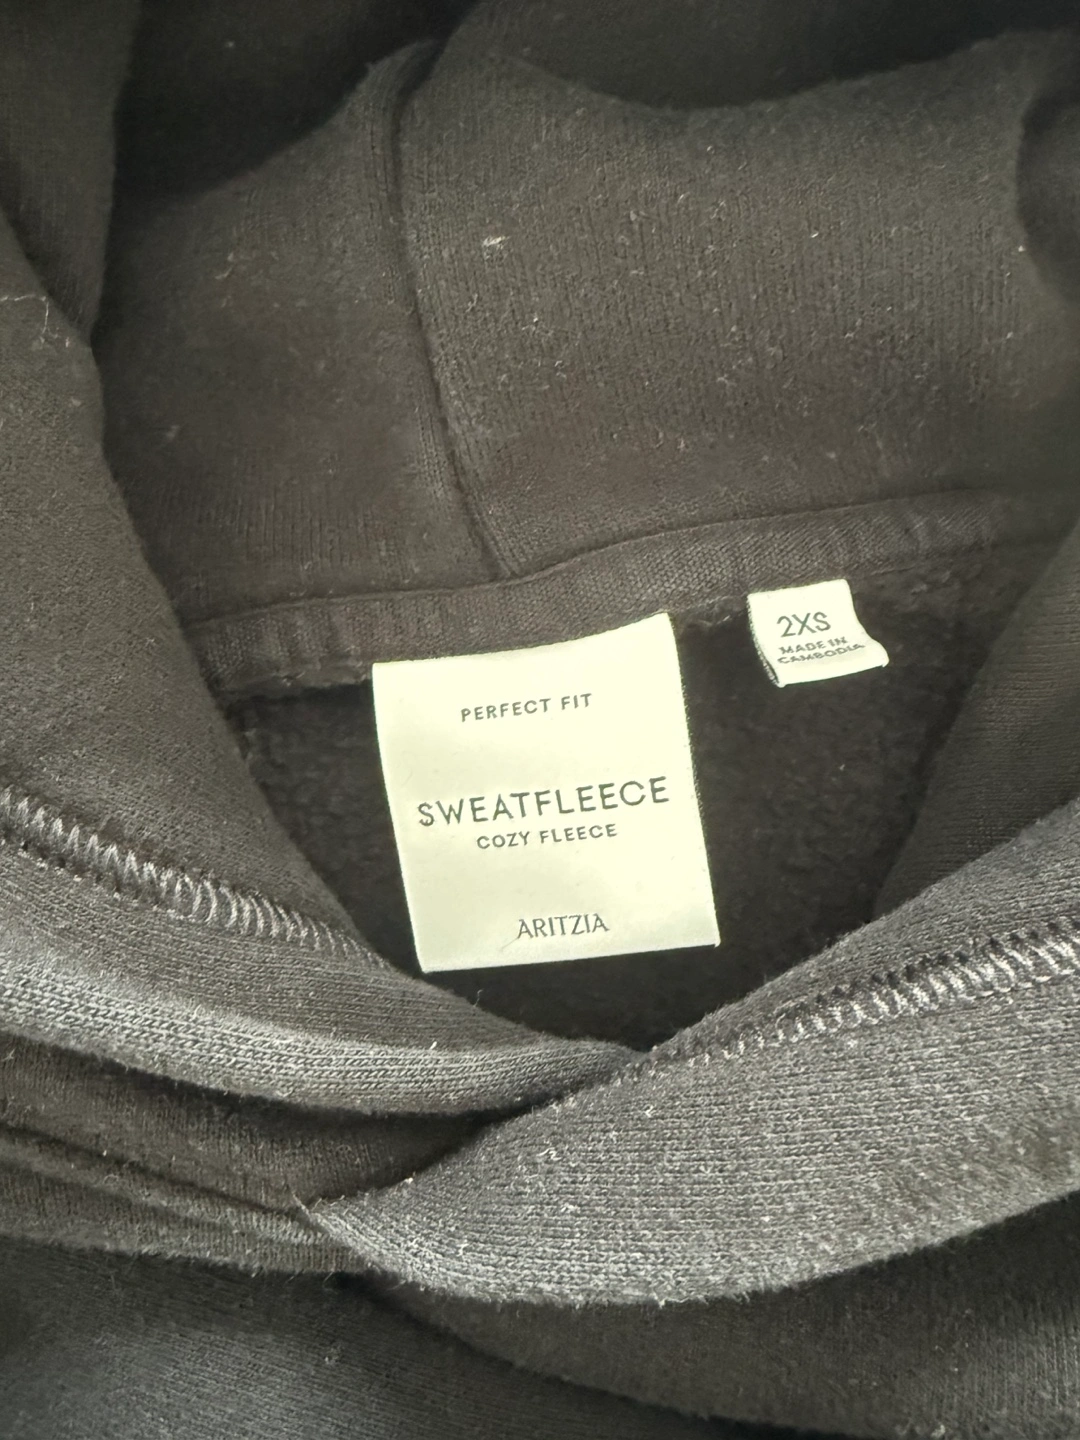 2XS
MADE IN
CAMBODIA
PERFECT FIT
SWEATFLEECE
COZY FLEECE
ARITZIA